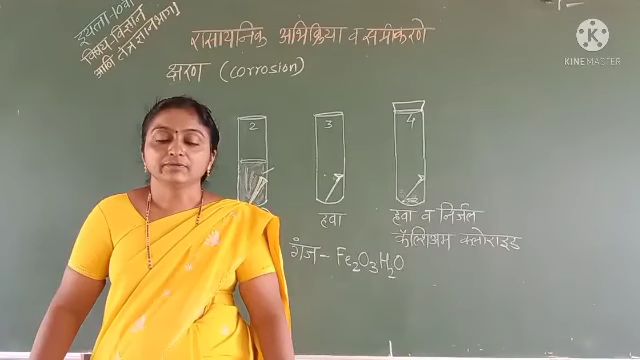 इयत्ता - 10वी
विषय विज्ञान
आणि तंत्रज्ञान भाग 1
रासायनिक अभिक्रिया व समीकरणे
क्षरण (corrosion)
2
3
4
हवा
हवा व निर्जल
कॅल्शिअम क्लोराइड
गंज - Fe₂O₃H₂O
KINEMASTER